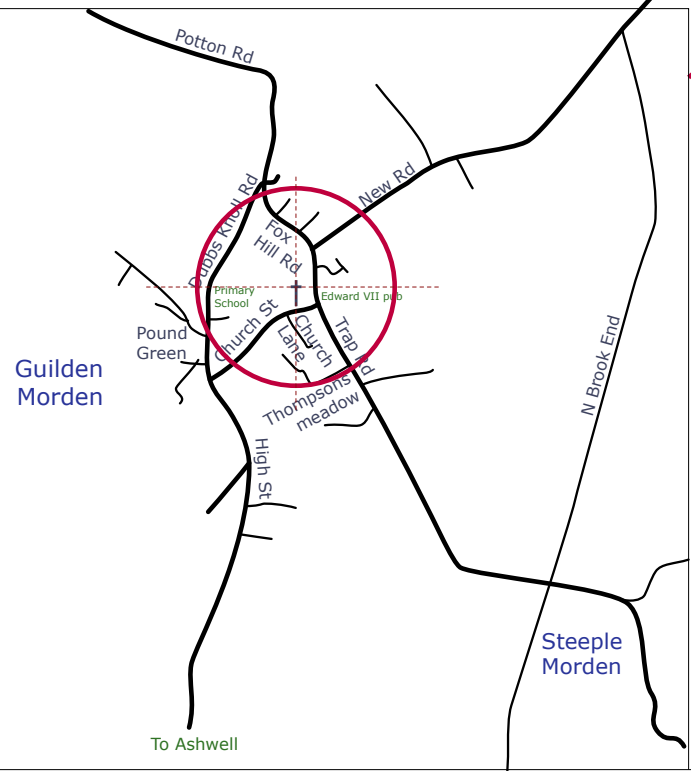 Potton Rd
New Rd
Dubbs Knoll Rd
Fox
Hill Rd
Primary
School
Edward VII pub
Church St
Church
Lane
Trap Rd
Pound
Green
Guilden
Morden
Thompsons
meadow
N Brook End
High St
Steeple
Morden
To Ashwell